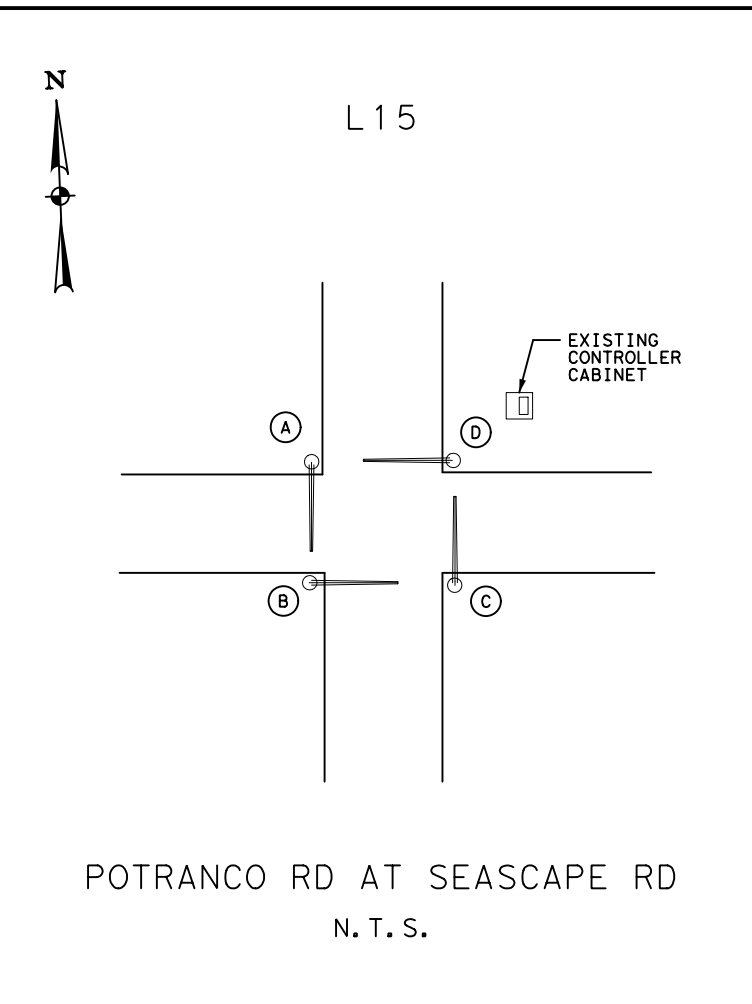 N
L15
EXISTING
CONTROLLER
CABINET
A
D
B
C
POTRANCO RD AT SEASCAPE RD
N.T.S.